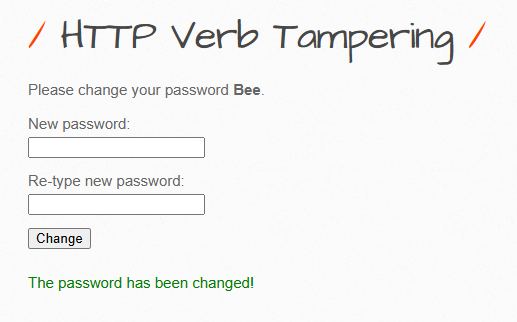 / HTTP Verb Tampering /
Please change your password Bee.
New password:
Re-type new password:
Change
The password has been changed!